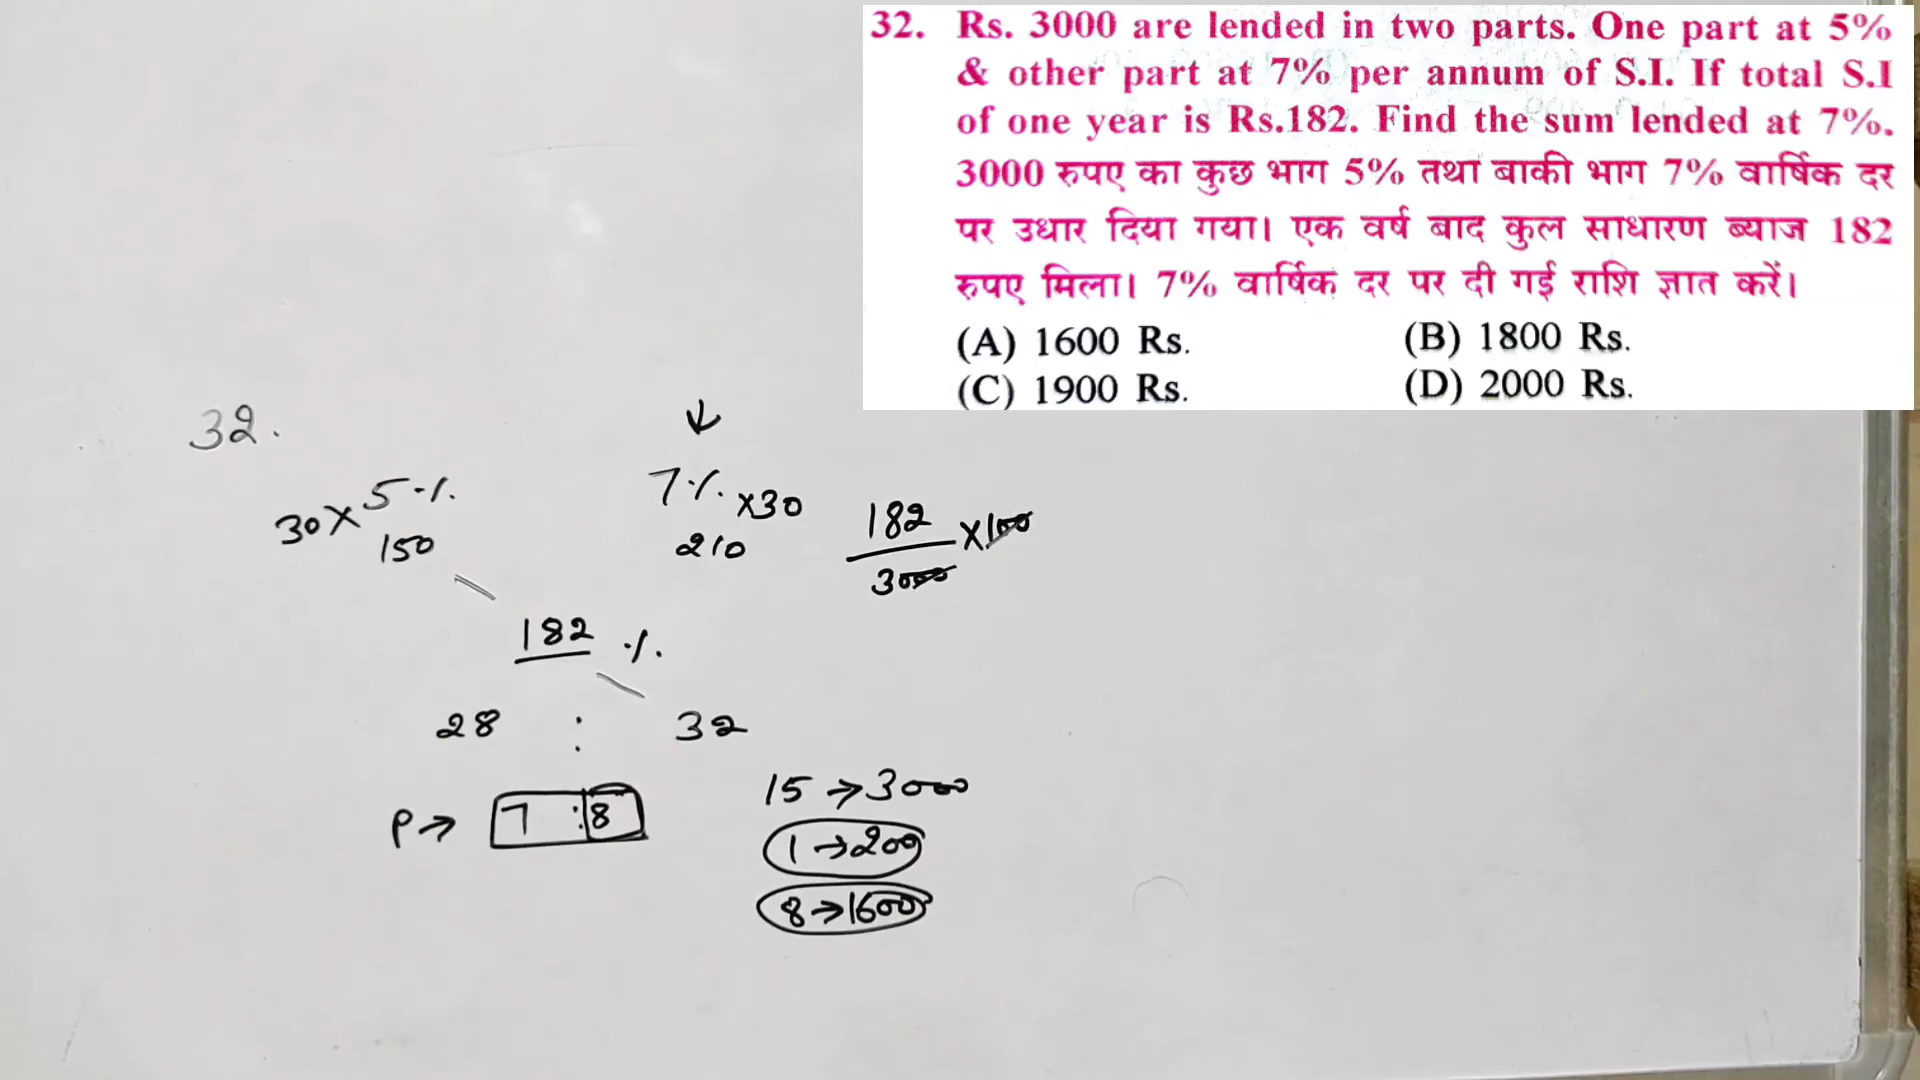 32. Rs. 3000 are lended in two parts. One part at 5%
& other part at 7% per annum of S.I. If total S.I
of one year is Rs.182. Find the sum lended at 7%.
3000 रुपए का कुछ भाग 5% तथा बाकी भाग 7% वार्षिक दर
पर उधार दिया गया। एक वर्ष बाद कुल साधारण ब्याज 182
रुपए मिला। 7% वार्षिक दर पर दी गई राशि ज्ञात करें।
(A) 1600 Rs. (B) 1800 Rs.
(C) 1900 Rs. (D) 2000 Rs.
32.
30 × 5% 7% ×30
150 210
182/3000 ×100
182 %
28 : 32
P→ 7 : 8
15 → 3000
1 → 200
8 → 1600